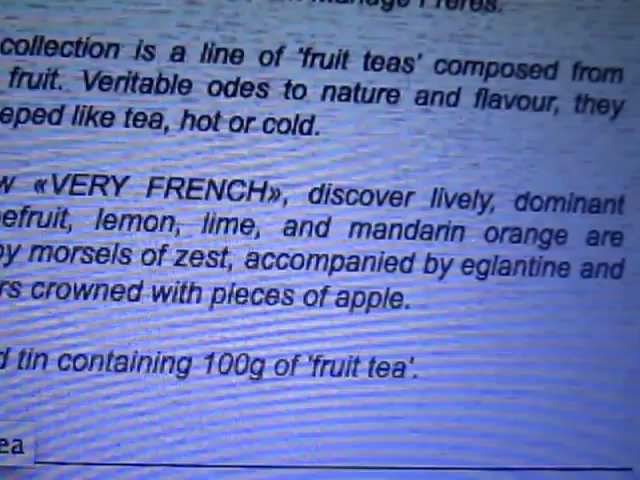 Frères.
collection is a line of 'fruit teas' composed from
fruit. Veritable odes to nature and flavour, they
eped like tea, hot or cold.
w «VERY FRENCH», discover lively, dominant
efruit, lemon, lime, and mandarin orange are
by morsels of zest, accompanied by eglantine and
rs crowned with pieces of apple.
d tin containing 100g of 'fruit tea'.
ea